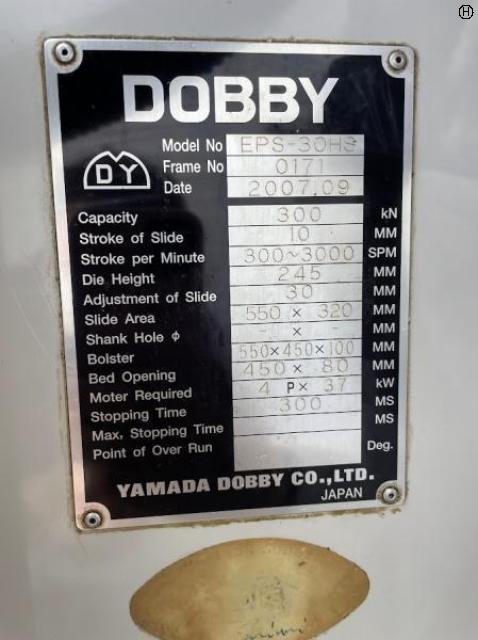 H
DOBBY
DY
Model No EPS-30HS
Frame No 0171
Date 2007.09
Capacity 300 kN
Stroke of Slide 10 MM
Stroke per Minute 300~3000 SPM
Die Height 245 MM
Adjustment of Slide 30 MM
Slide Area 550 × 320 MM
Shank Hole φ - × - MM
Bolster 550×450×100 MM
Bed Opening 450 × 80 MM
Moter Required 4 P× 37 kW
Stopping Time 300 MS
Max, Stopping Time MS
Point of Over Run Deg.
YAMADA DOBBY CO.,LTD.
JAPAN